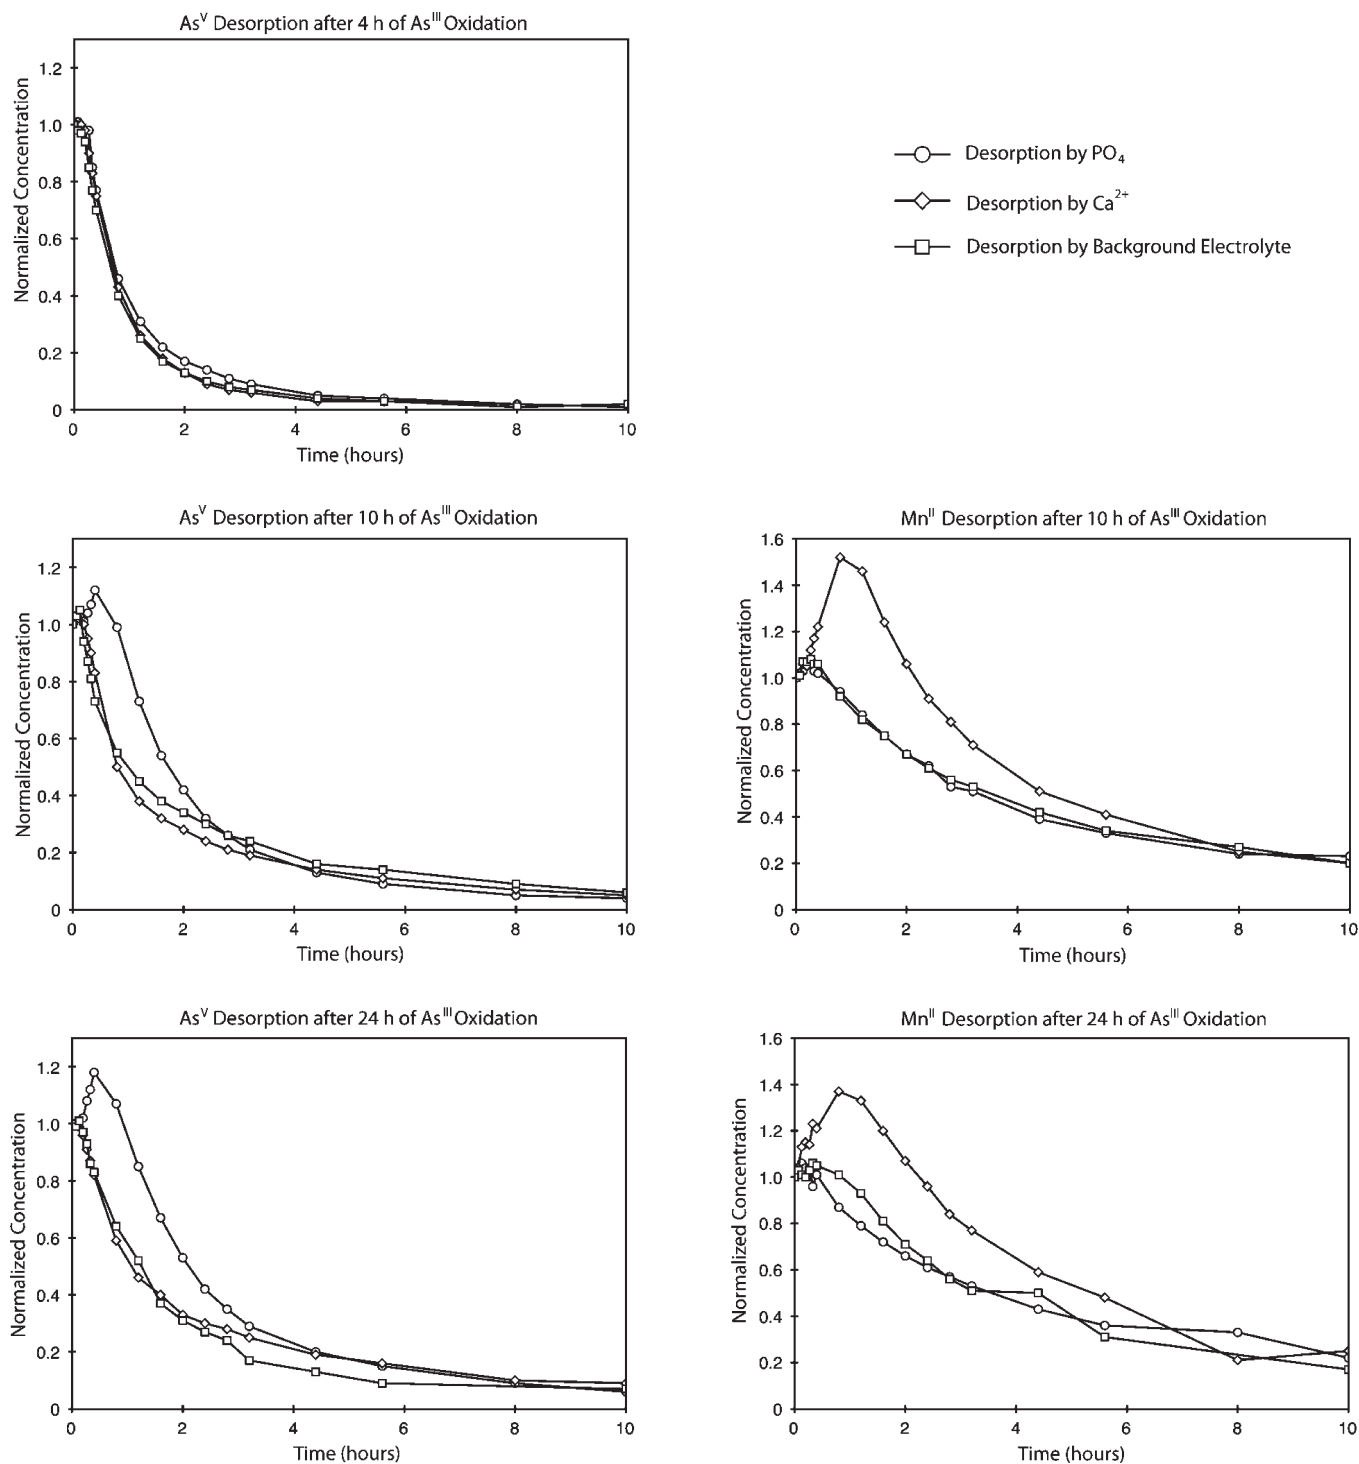 As^V Desorption after 4 h of As^III Oxidation
Normalized Concentration
1.2
1.0
0.8
0.6
0.4
0.2
0
0 2 4 6 8 10
Time (hours)
Desorption by PO₄
Desorption by Ca²⁺
Desorption by Background Electrolyte
As^V Desorption after 10 h of As^III Oxidation
Normalized Concentration
1.2
1.0
0.8
0.6
0.4
0.2
0
0 2 4 6 8 10
Time (hours)
Mn^II Desorption after 10 h of As^III Oxidation
Normalized Concentration
1.6
1.4
1.2
1.0
0.8
0.6
0.4
0.2
0
0 2 4 6 8 10
Time (hours)
As^V Desorption after 24 h of As^III Oxidation
Normalized Concentration
1.2
1.0
0.8
0.6
0.4
0.2
0
0 2 4 6 8 10
Time (hours)
Mn^II Desorption after 24 h of As^III Oxidation
Normalized Concentration
1.6
1.4
1.2
1.0
0.8
0.6
0.4
0.2
0
0 2 4 6 8 10
Time (hours)